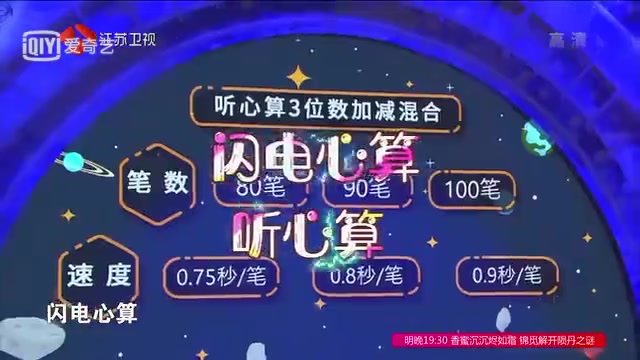 iQIYI 爱奇艺
江苏卫视
高清
听心算3位数加减混合
闪电心算
笔数
80笔
90笔
100笔
听心算
速度
0.75秒/笔
0.8秒/笔
0.9秒/笔
闪电心算
明晚19:30 香蜜沉沉烬如霜 锦觅解开陨丹之谜